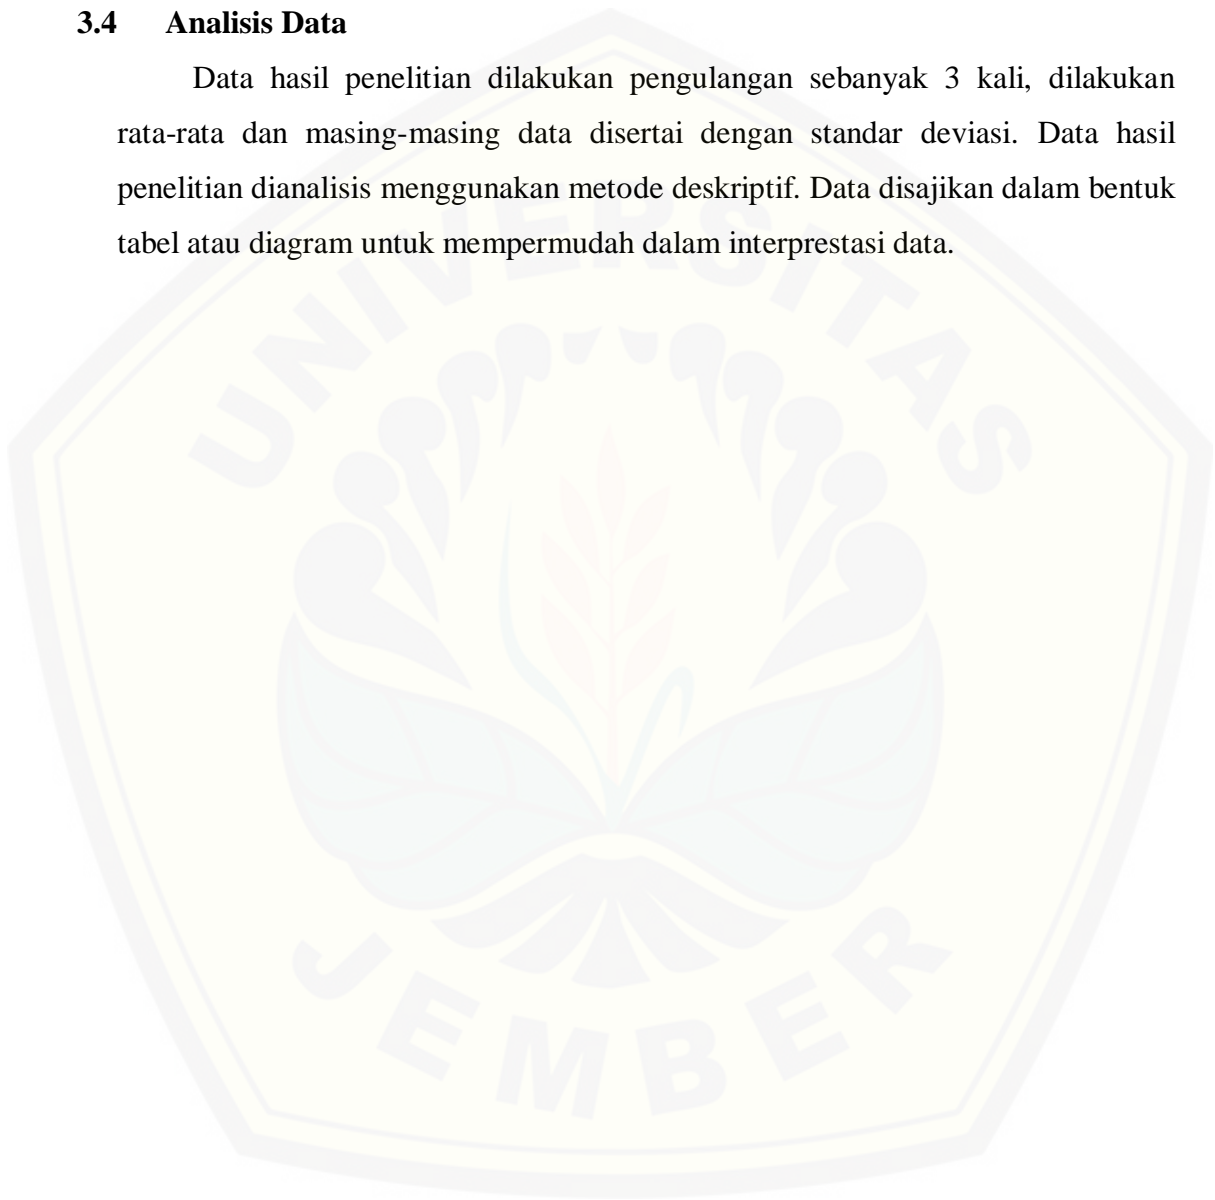 3.4 Analisis Data
Data hasil penelitian dilakukan pengulangan sebanyak 3 kali, dilakukan
rata-rata dan masing-masing data disertai dengan standar deviasi. Data hasil
penelitian dianalisis menggunakan metode deskriptif. Data disajikan dalam bentuk
tabel atau diagram untuk mempermudah dalam interprestasi data.
UNIVERSITAS
JEMBER